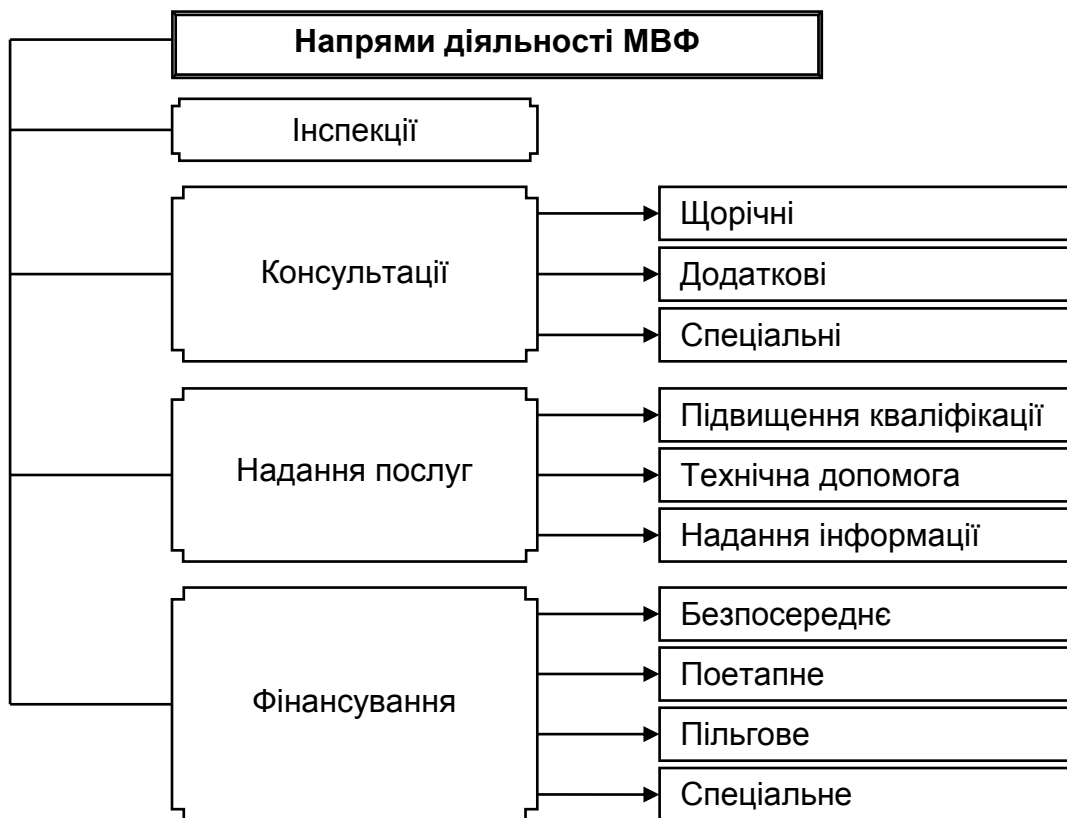 Напрями діяльності МВФ
Інспекції
Консультації
Щорічні
Додаткові
Спеціальні
Надання послуг
Підвищення кваліфікації
Технічна допомога
Надання інформації
Фінансування
Безпосереднє
Поетапне
Пільгове
Спеціальне